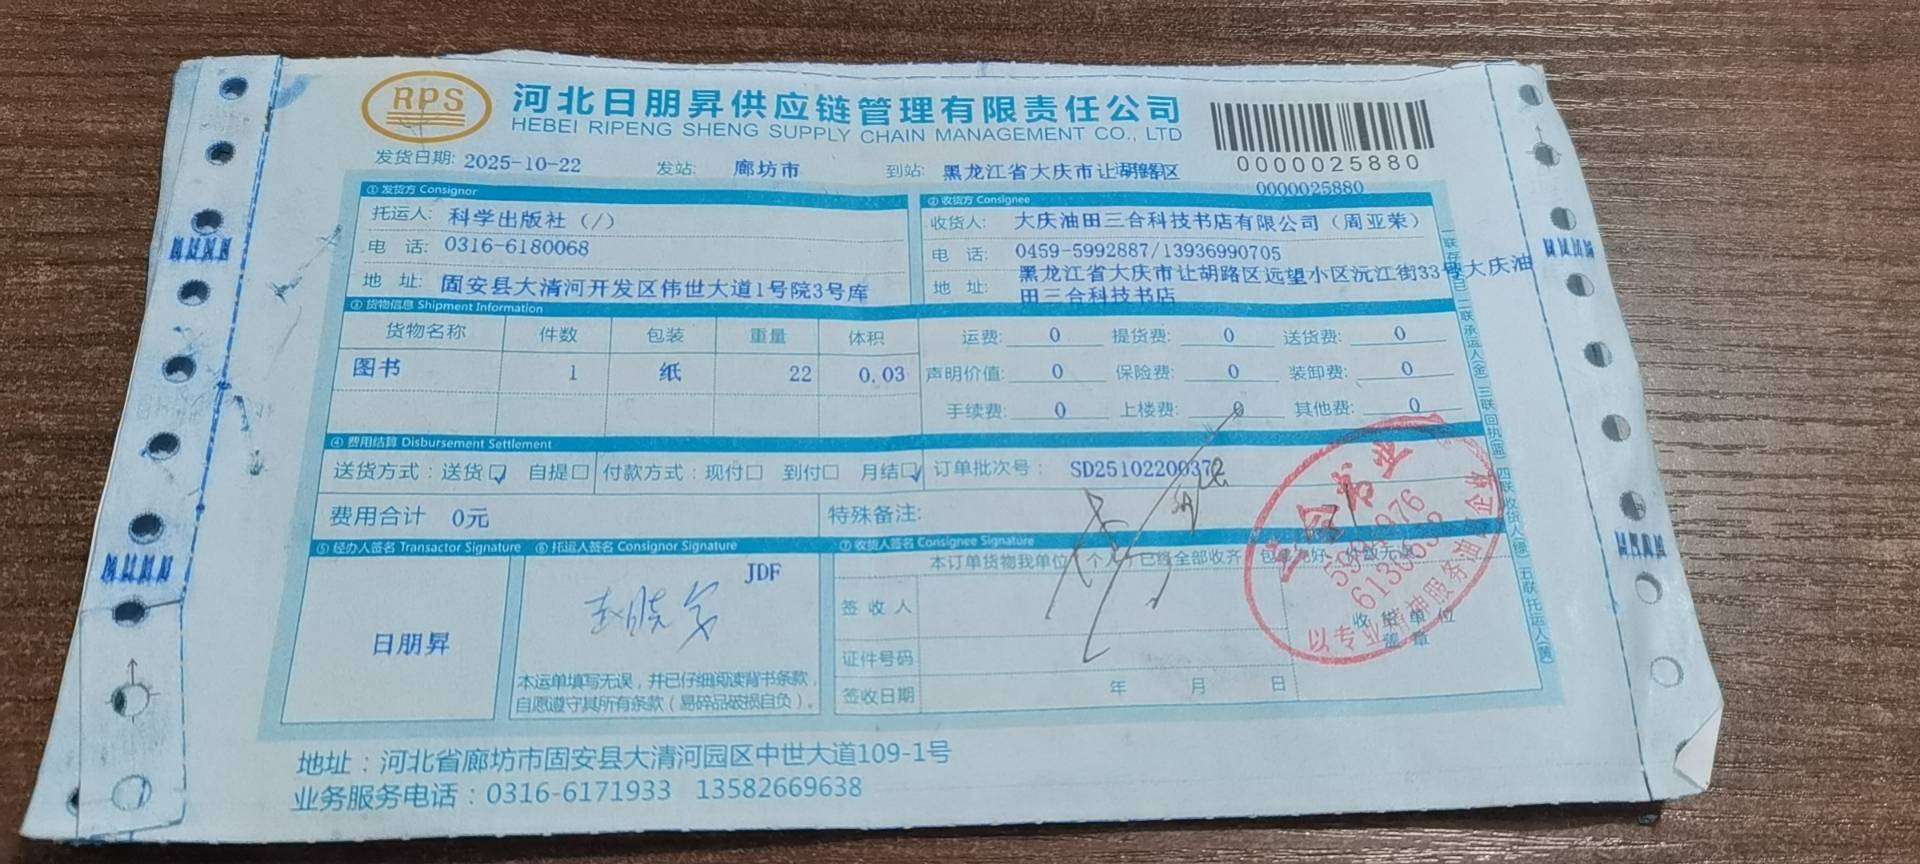 RPS
河北日朋昇供应链管理有限责任公司
HEBEI RIPENG SHENG SUPPLY CHAIN MANAGEMENT CO., LTD
0000025880
发货日期: 2025-10-22 发站: 廊坊市 到站: 黑龙江省大庆市让胡路区
0000025880
① 发货方 Consignor
② 收货方 Consignee
托运人: 科学出版社 (/)
收货人: 大庆油田三合科技书店有限公司（周亚荣）
电 话: 0316-6180068
电 话: 0459-5992887/13936990705
地 址: 固安县大清河开发区伟世大道1号院3号库
地 址: 黑龙江省大庆市让胡路区远望小区沅江街33号大庆油
田三合科技书店
③ 货物信息 Shipment Information
货物名称 件数 包装 重量 体积
图书 1 纸 22 0.03
运费: 0 提货费: 0 送货费: 0
声明价值: 0 保险费: 0 装卸费: 0
手续费: 0 上楼费: 0 其他费: 0
④ 费用结算 Disbursement Settlement
送货方式：送货☑ 自提☐ 付款方式：现付☐ 到付☐ 月结☑ 订单批次号： SD25102200372
费用合计 0元 特殊备注:
⑤ 经办人签名 Transactor Signature
⑥ 托运人签名 Consignor Signature
⑦ 收货人签名 Consignee Signature
日朋昇
JDF
本运单填写无误，并已仔细阅读背书条款，
自愿遵守其所有条款（易碎品破损自负）。
签 收 人
证件号码
签收日期 年 月 日
收 货 单 位
盖 章
以专业精神服务油田企业
地址：河北省廊坊市固安县大清河园区中世大道109-1号
业务服务电话：0316-6171933 13582669638